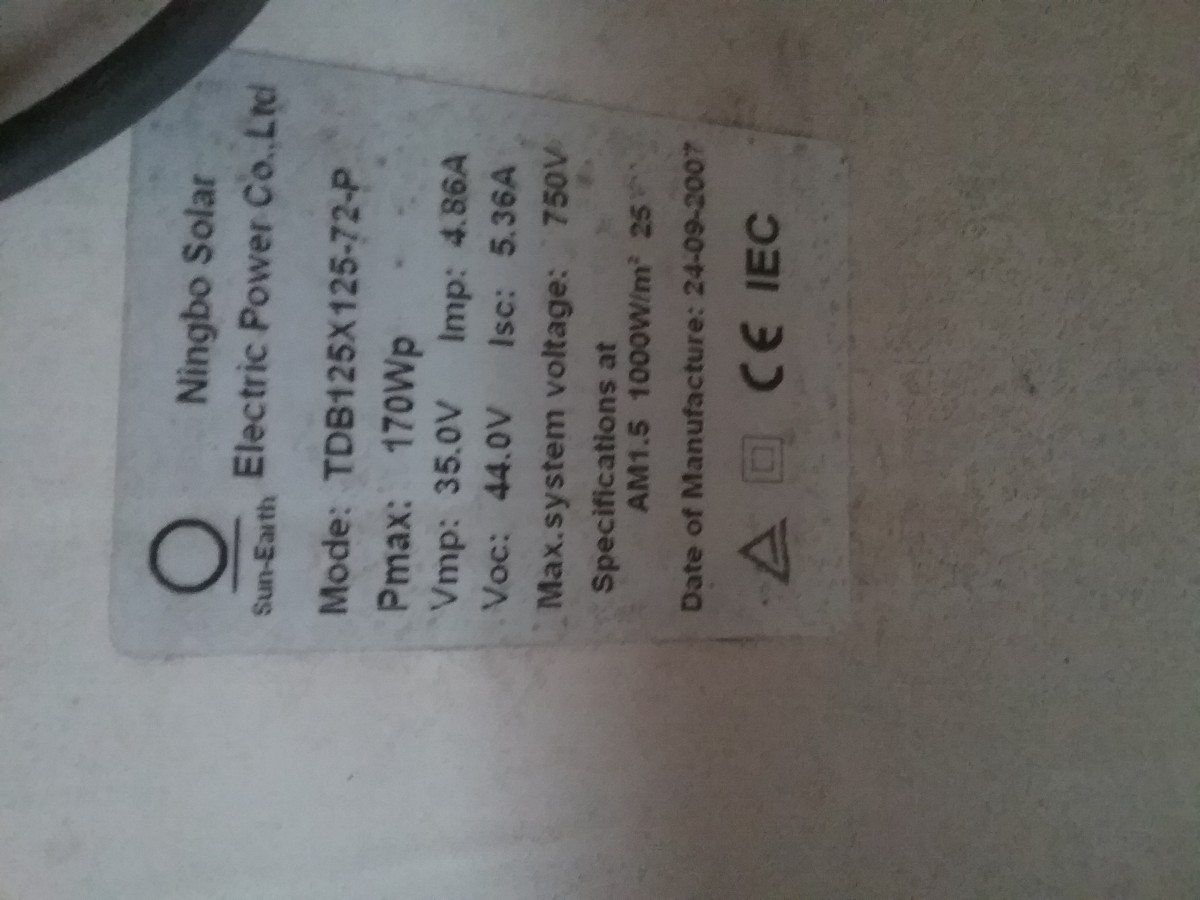 Ningbo Solar
Sun-Earth Electric Power Co.,Ltd
Mode: TDB125X125-72-P
Pmax: 170Wp
Vmp: 35.0V Imp: 4.86A
Voc: 44.0V Isc: 5.36A
Max.system voltage: 750V
Specifications at
AM1.5 1000W/m² 25
Date of Manufacture: 24-09-2007
CE IEC